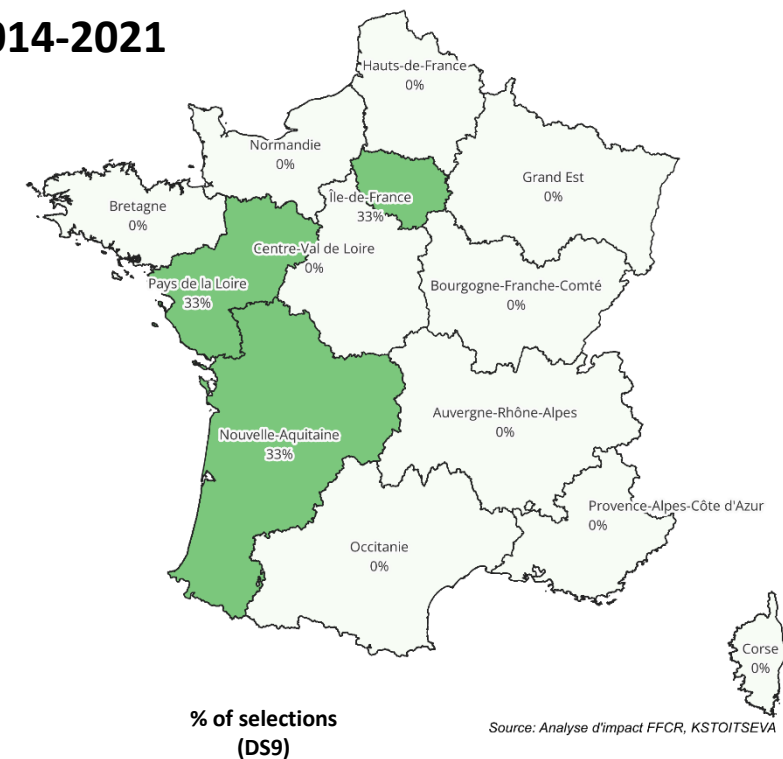 014-2021
Hauts-de-France
0%
Normandie
0%
Grand Est
0%
Île-de-France
33%
Bretagne
0%
Centre-Val de Loire
0%
Pays de la Loire
33%
Bourgogne-Franche-Comté
0%
Auvergne-Rhône-Alpes
0%
Nouvelle-Aquitaine
33%
Provence-Alpes-Côte d'Azur
0%
Occitanie
0%
Corse
0%
% of selections
(DS9)
Source: Analyse d'impact FFCR, KSTOITSEVA